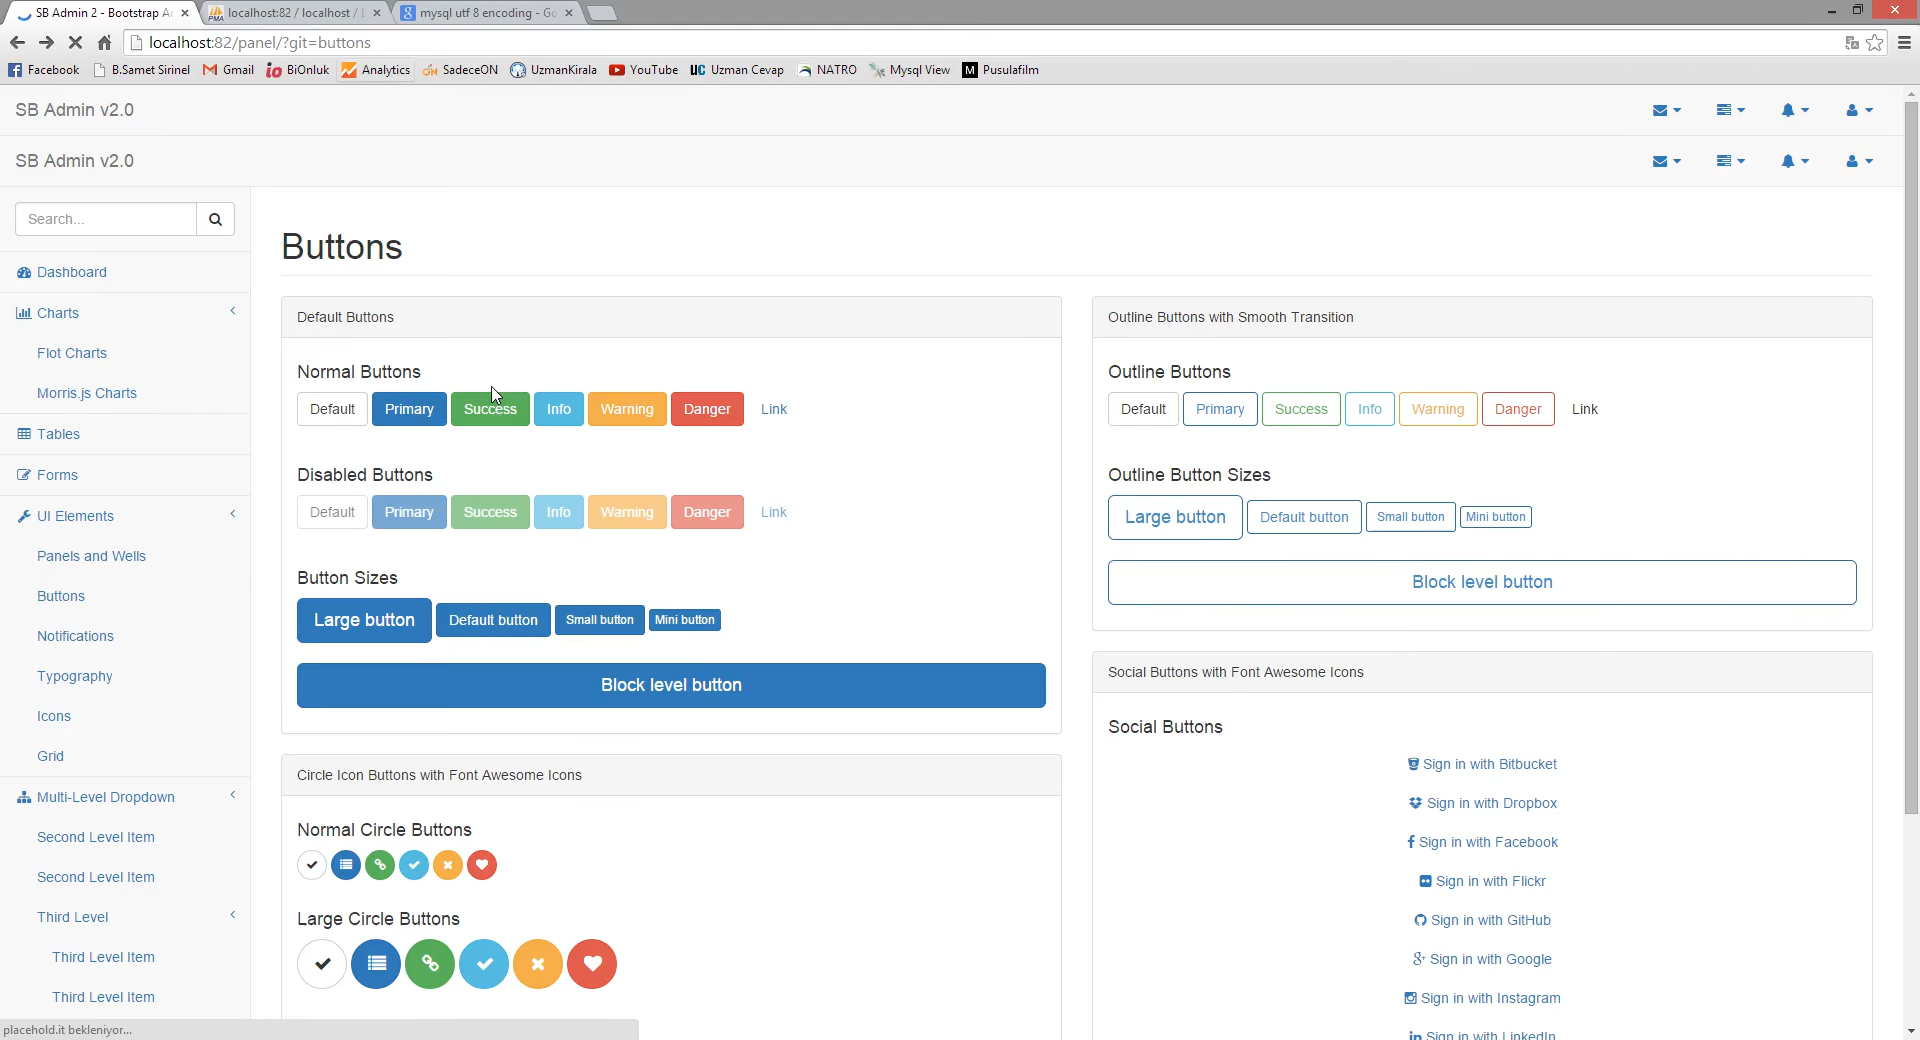 SB Admin 2 - Bootstrap A
localhost:82 / localhost /
mysql utf 8 encoding - Go
localhost:82/panel/?git=buttons
Facebook B.Samet Sirinel Gmail BiOnluk Analytics SadeceON UzmanKirala YouTube Uzman Cevap NATRO Mysql View Pusulafilm
SB Admin v2.0
SB Admin v2.0
Search...
Dashboard
Charts
Flot Charts
Morris.js Charts
Tables
Forms
UI Elements
Panels and Wells
Buttons
Notifications
Typography
Icons
Grid
Multi-Level Dropdown
Second Level Item
Second Level Item
Third Level
Third Level Item
Third Level Item
placehold.it bekleniyor...
Buttons
Default Buttons
Normal Buttons
Default Primary Success Info Warning Danger Link
Disabled Buttons
Default Primary Success Info Warning Danger Link
Button Sizes
Large button Default button Small button Mini button
Block level button
Circle Icon Buttons with Font Awesome Icons
Normal Circle Buttons
Large Circle Buttons
Outline Buttons with Smooth Transition
Outline Buttons
Default Primary Success Info Warning Danger Link
Outline Button Sizes
Large button Default button Small button Mini button
Block level button
Social Buttons with Font Awesome Icons
Social Buttons
Sign in with Bitbucket
Sign in with Dropbox
Sign in with Facebook
Sign in with Flickr
Sign in with GitHub
Sign in with Google
Sign in with Instagram
Sign in with LinkedIn